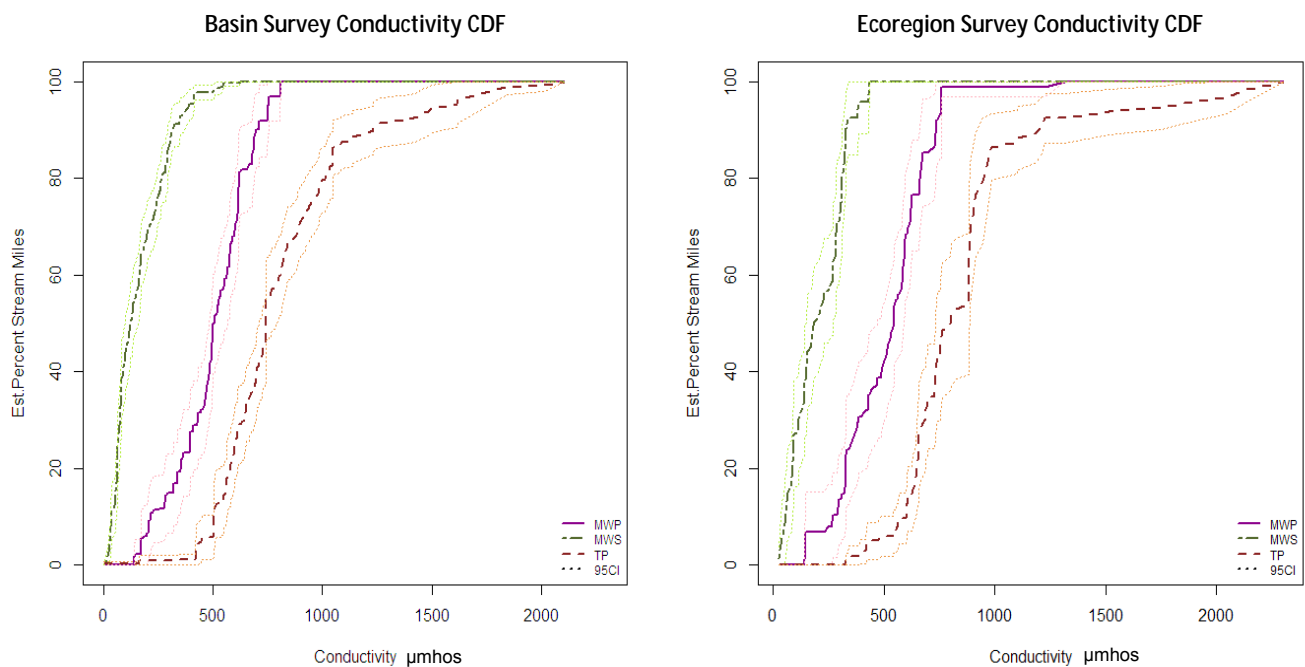 Basin Survey Conductivity CDF
Est.Percent Stream Miles
100
80
60
40
20
0
MWP
MWS
TP
95CI
0 500 1000 1500 2000
Conductivity µmhos
Ecoregion Survey Conductivity CDF
Est.Percent Stream Miles
100
80
60
40
20
0
MWP
MWS
TP
95CI
0 500 1000 1500 2000
Conductivity µmhos